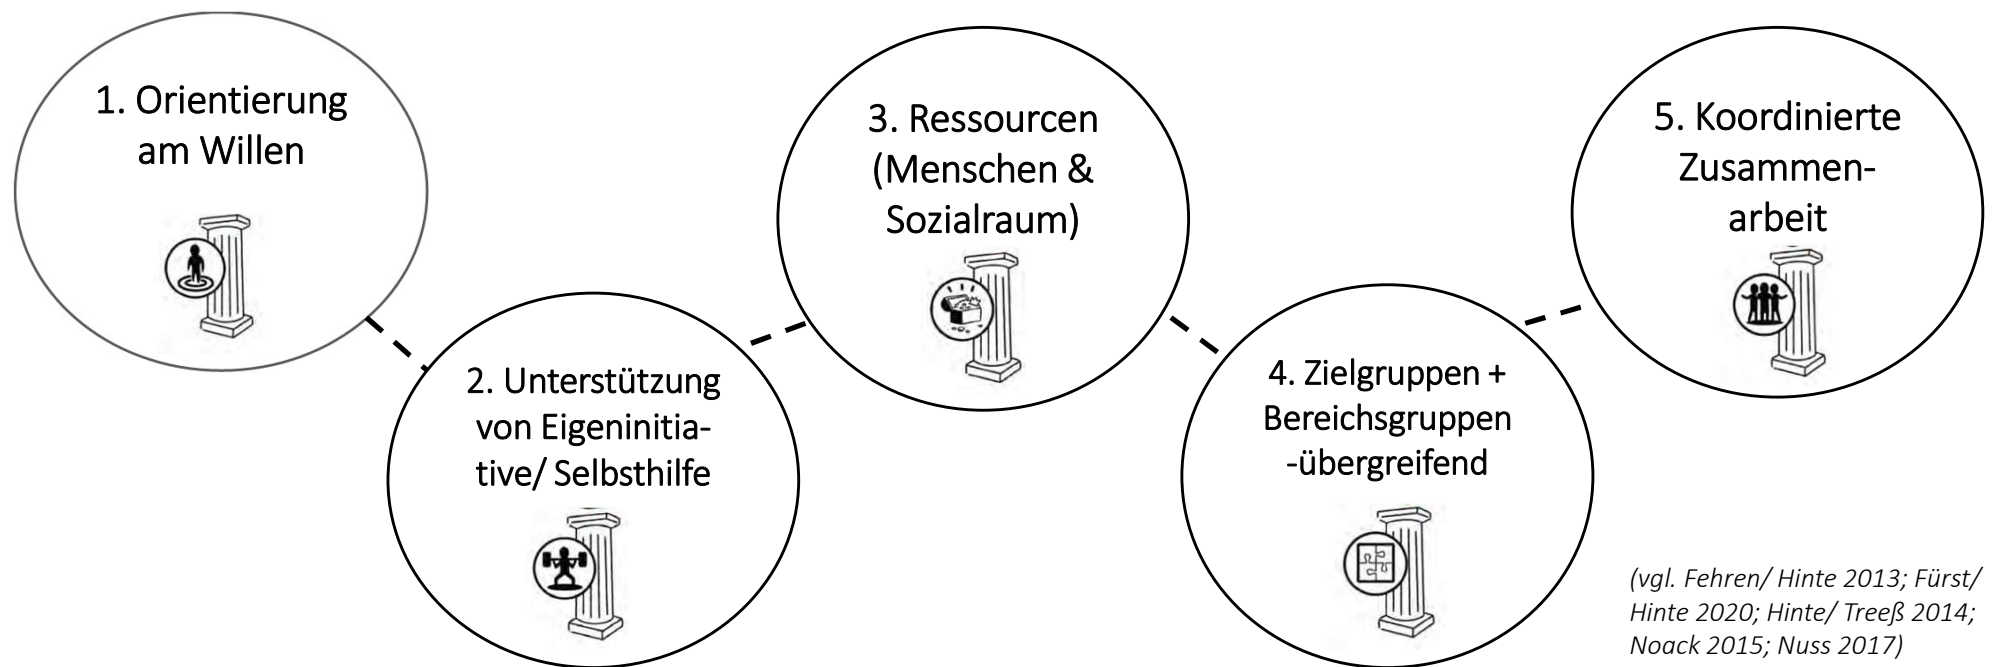 1. Orientierung
am Willen
2. Unterstützung
von Eigeninitia-
tive/ Selbsthilfe
3. Ressourcen
(Menschen &
Sozialraum)
4. Zielgruppen +
Bereichsgruppen
-übergreifend
5. Koordinierte
Zusammen-
arbeit
(vgl. Fehren/ Hinte 2013; Fürst/
Hinte 2020; Hinte/ Treeß 2014;
Noack 2015; Nuss 2017)